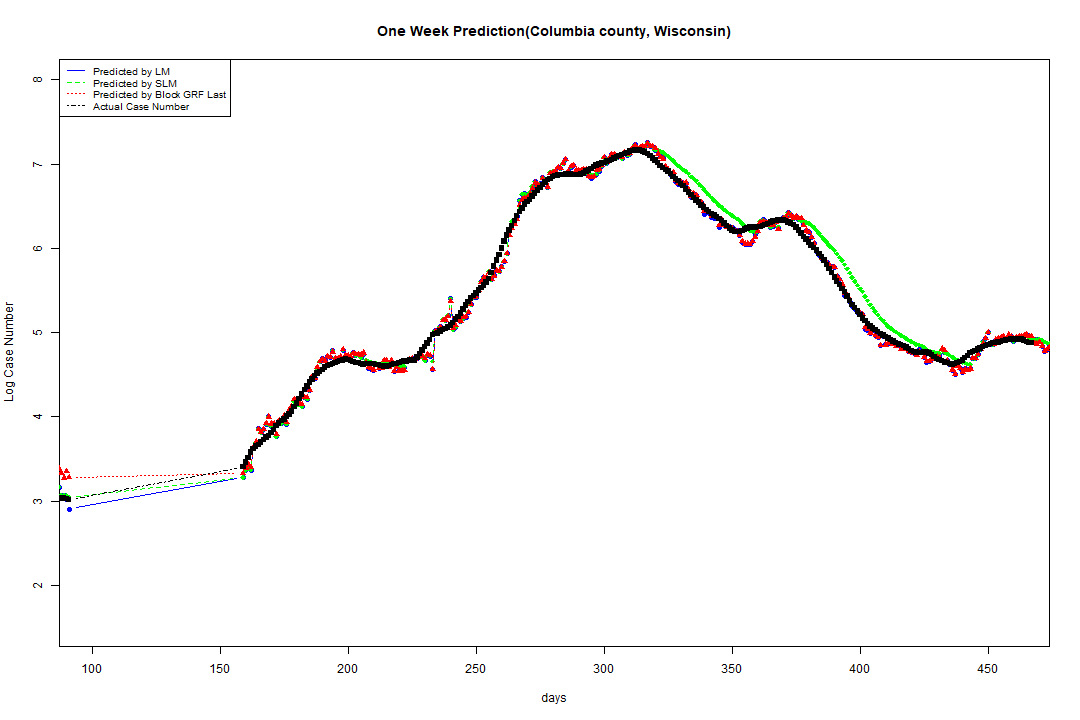 One Week Prediction(Columbia county, Wisconsin)
Predicted by LM
Predicted by SLM
Predicted by Block GRF Last
Actual Case Number
Log Case Number
8
7
6
5
4
3
2
100 150 200 250 300 350 400 450
days